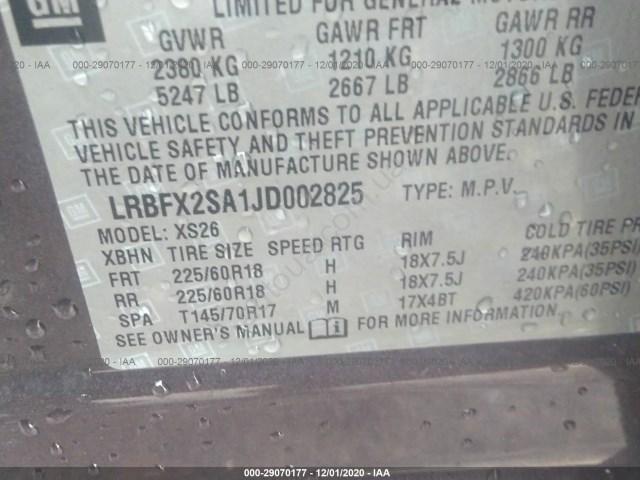 GM
LIMITED FOR GENERAL MOTORS
GVWR GAWR FRT GAWR RR
2380 KG 1210 KG 1300 KG
5247 LB 2667 LB 2866 LB
THIS VEHICLE CONFORMS TO ALL APPLICABLE U.S. FEDER
VEHICLE SAFETY AND THEFT PREVENTION STANDARDS IN
THE DATE OF MANUFACTURE SHOWN ABOVE.
LRBFX2SA1JD002825 TYPE: M.P.V.
MODEL: XS26
XBHN TIRE SIZE SPEED RTG RIM COLD TIRE PR
FRT 225/60R18 H 18X7.5J 240KPA(35PSI)
RR 225/60R18 H 18X7.5J 240KPA(35PSI)
SPA T145/70R17 M 17X4BT 420KPA(60PSI)
SEE OWNER'S MANUAL FOR MORE INFORMATION.
000-29070177 - 12/01/2020 - IAA